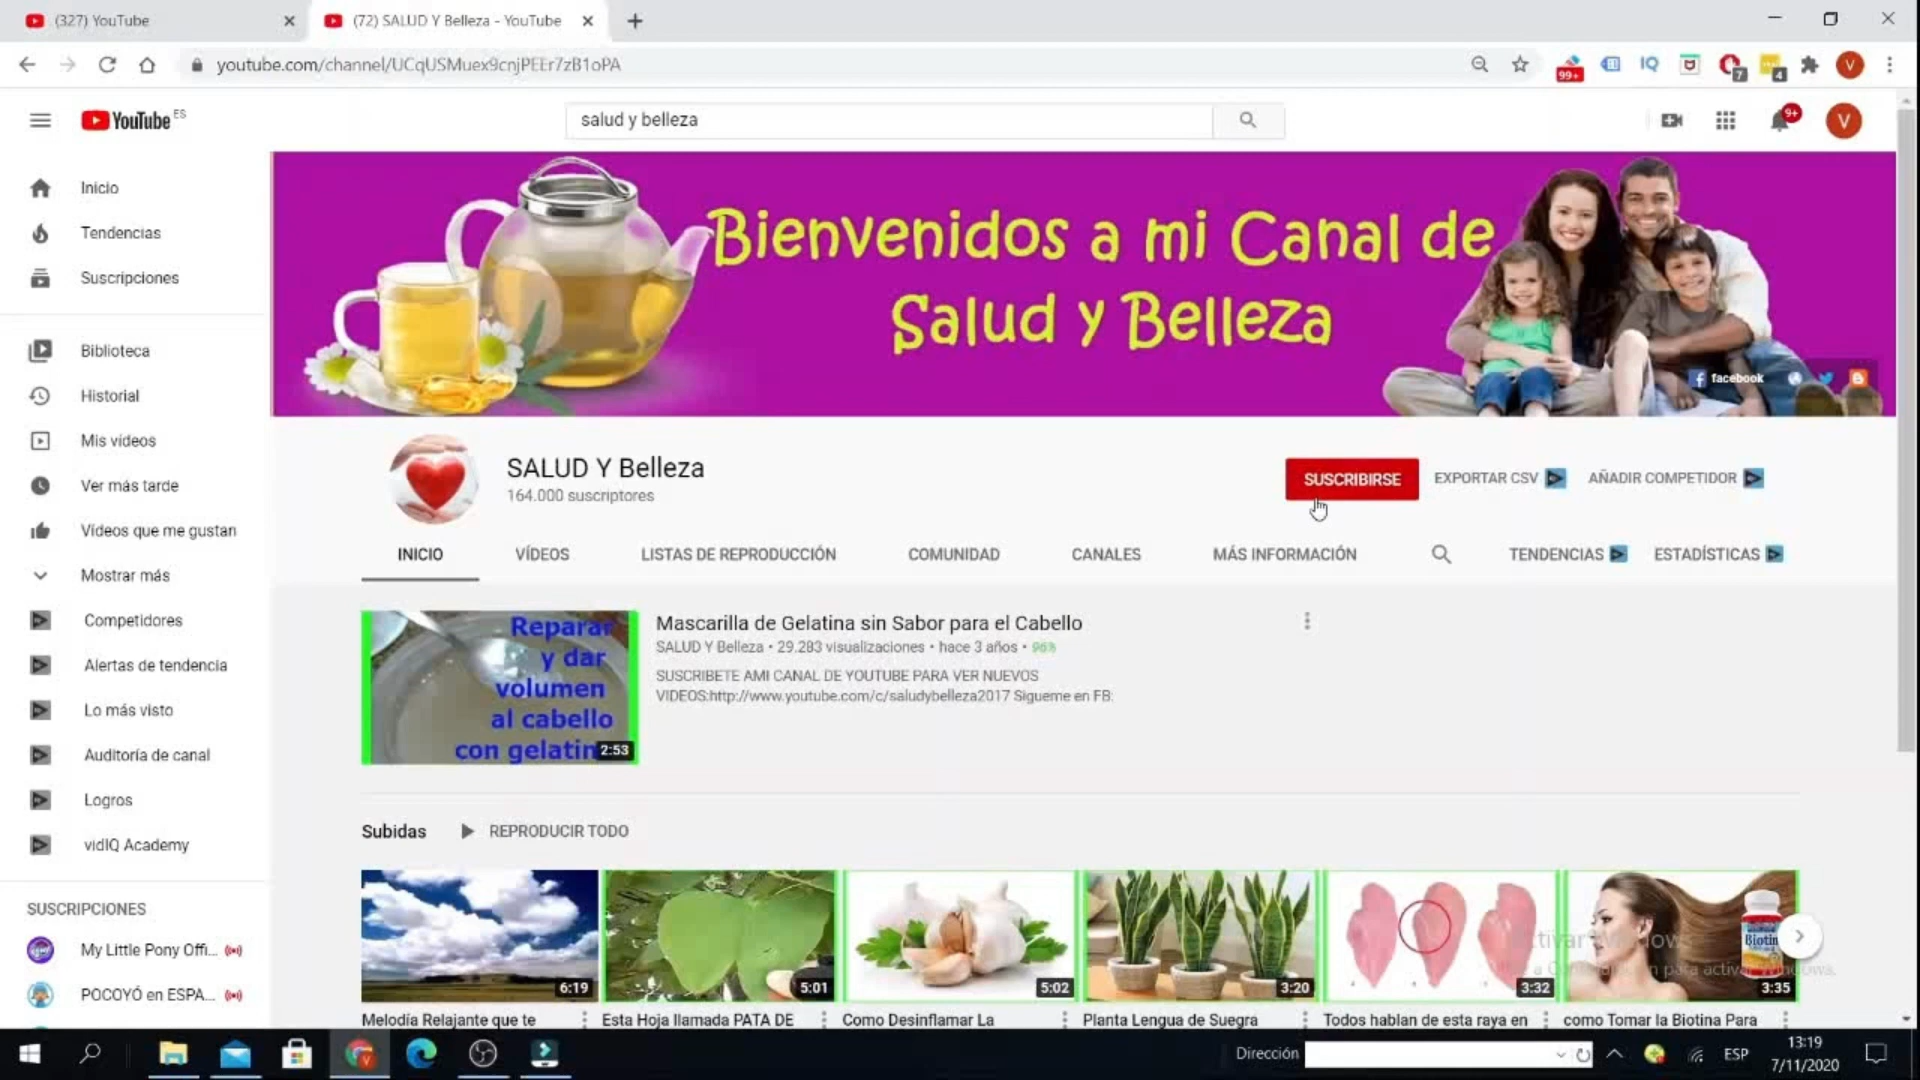 (327) YouTube
(72) SALUD Y Belleza - YouTube
youtube.com/channel/UCqUSMuex9cnjPEEr7zB1oPA
99+
IQ
7
4
V
YouTube ES
salud y belleza
9+
V
Inicio
Tendencias
Suscripciones
Biblioteca
Historial
Mis vídeos
Ver más tarde
Vídeos que me gustan
Mostrar más
Competidores
Alertas de tendencia
Lo más visto
Auditoría de canal
Logros
vidIQ Academy
SUSCRIPCIONES
My Little Pony Offi...
POCOYÓ en ESPA...
Bienvenidos a mi Canal de
Salud y Belleza
facebook
SALUD Y Belleza
164.000 suscriptores
SUSCRIBIRSE
EXPORTAR CSV
AÑADIR COMPETIDOR
INICIO
VÍDEOS
LISTAS DE REPRODUCCIÓN
COMUNIDAD
CANALES
MÁS INFORMACIÓN
TENDENCIAS
ESTADÍSTICAS
Reparar
y dar
volumen
al cabello
con gelatin
2:53
Mascarilla de Gelatina sin Sabor para el Cabello
SALUD Y Belleza • 29.283 visualizaciones • hace 3 años • 96%
SUSCRIBETE AMI CANAL DE YOUTUBE PARA VER NUEVOS
VIDEOS:http://www.youtube.com/c/saludybelleza2017 Sigueme en FB:
Subidas
REPRODUCIR TODO
6:19
5:01
5:02
3:20
3:32
Biotin
3:35
Melodía Relajante que te
Esta Hoja llamada PATA DE
Como Desinflamar La
Planta Lengua de Suegra
Todos hablan de esta raya en
como Tomar la Biotina Para
para activar Windows.
Dirección
ESP
13:19
7/11/2020